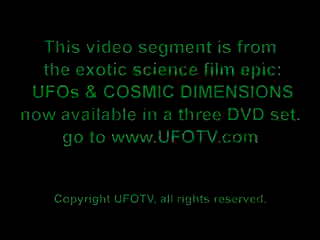 This video segment is from
the exotic science film epic:
UFOs & COSMIC DIMENSIONS
now available in a three DVD set.
go to www.UFOTV.com
Copyright UFOTV, all rights reserved.